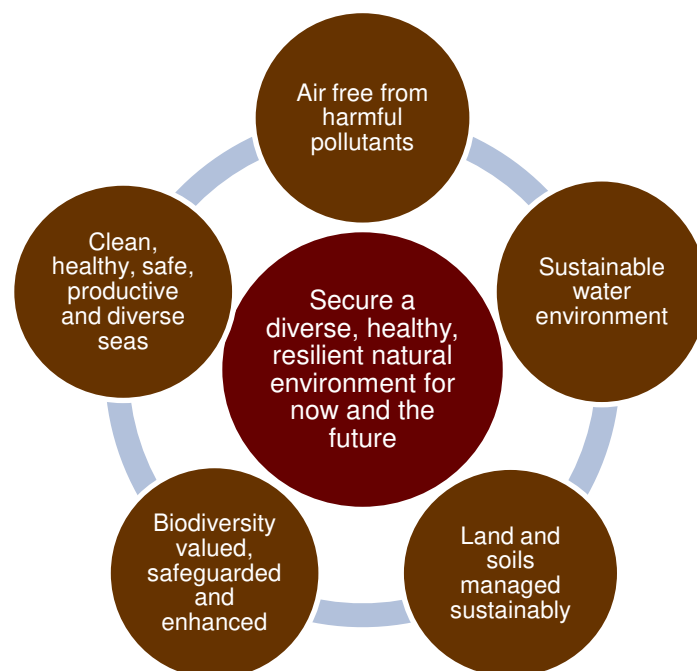 Air free from
harmful
pollutants
Sustainable
water
environment
Land and
soils
managed
sustainably
Biodiversity
valued,
safeguarded
and
enhanced
Clean,
healthy, safe,
productive
and diverse
seas
Secure a
diverse, healthy,
resilient natural
environment for
now and the
future